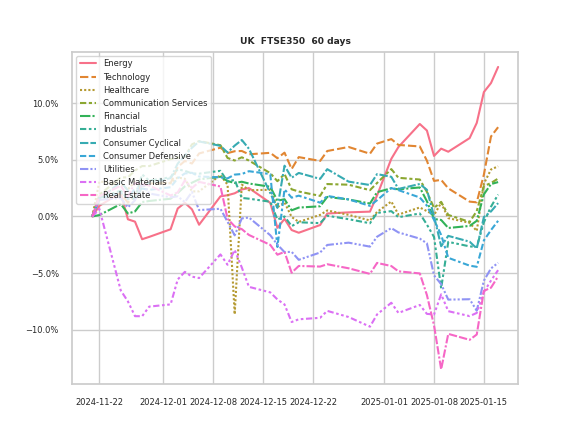 UK FTSE350 60 days
Energy
Technology
Healthcare
Communication Services
Financial
Industrials
Consumer Cyclical
Consumer Defensive
Utilities
Basic Materials
Real Estate
10.0%
5.0%
0.0%
−5.0%
−10.0%
2024-11-22 2024-12-01 2024-12-08 2024-12-15 2024-12-22 2025-01-01 2025-01-08 2025-01-15